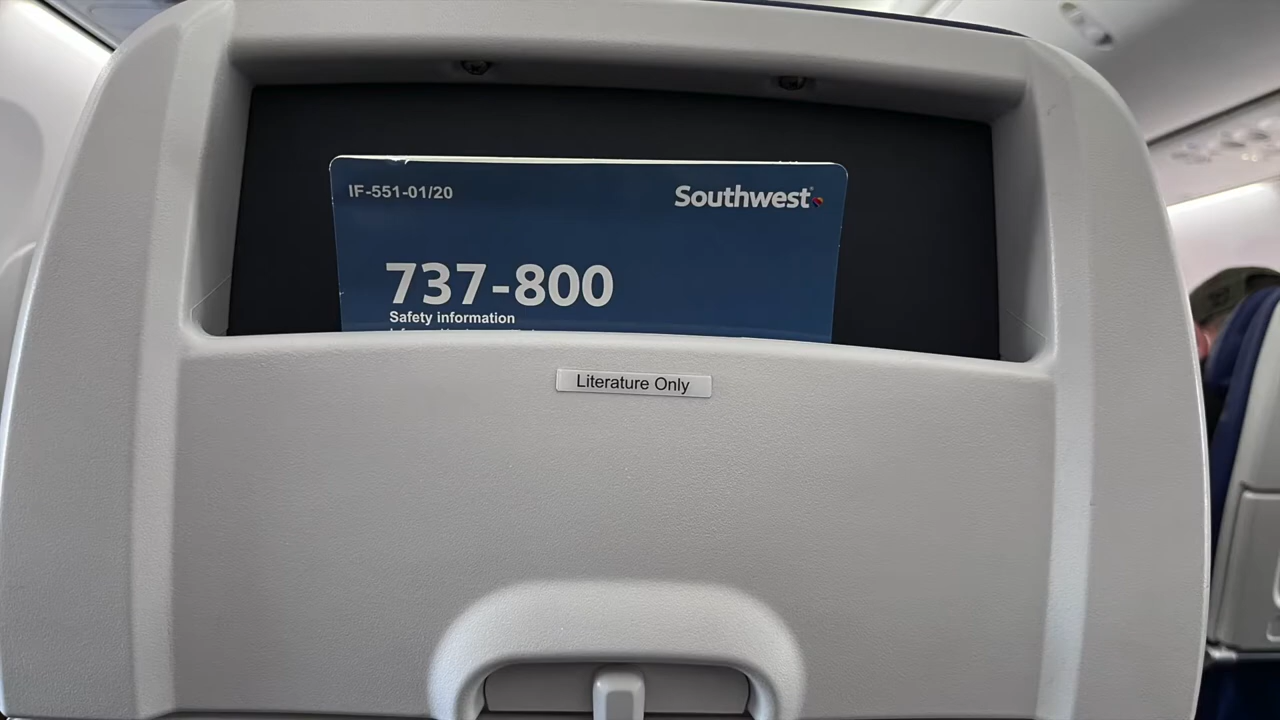 IF-551-01/20
Southwest
737-800
Safety information
Literature Only